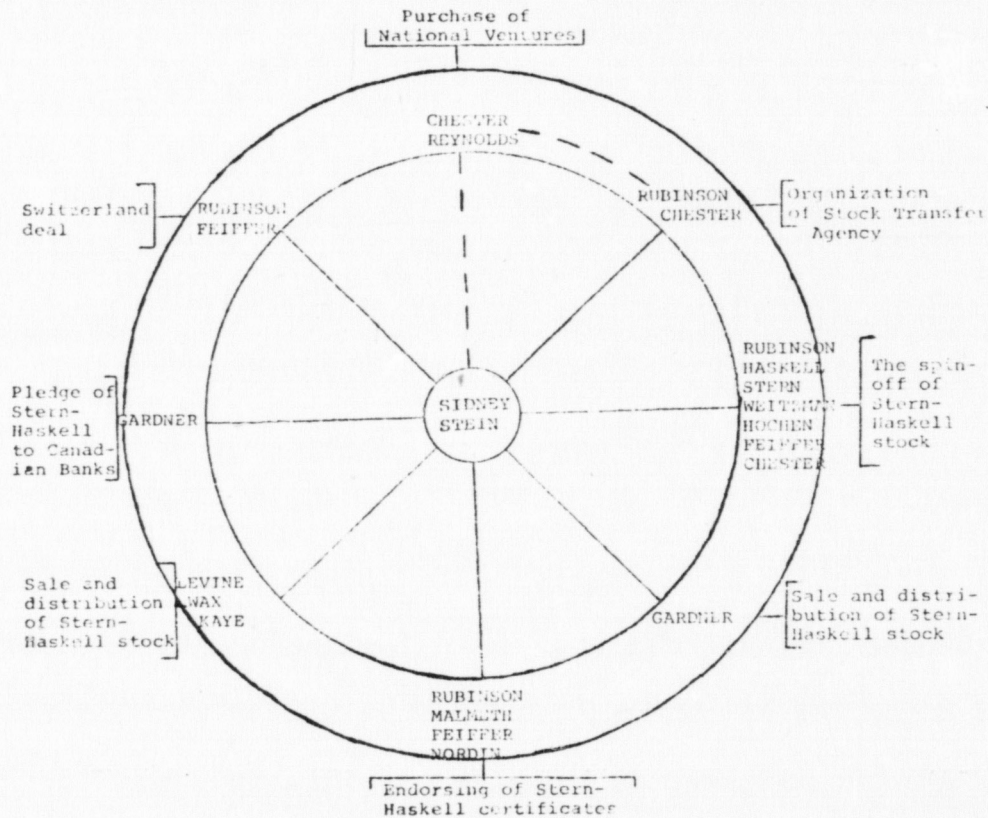 Purchase of
National Ventures
CHESTER
REYNOLDS
RUBINSON
CHESTER
Organization
of Stock Transfer
Agency
Switzerland
deal
RUBINSON
FEIFFER
RUBINSON
HASKELL
STERN
WEITSMAN
HOCHEN
FEIFFER
CHESTER
The spin-
off of
Stern-
Haskell
stock
SIDNEY
STEIN
Pledge of
Stern-
Haskell
to Canad-
ian Banks
GARDNER
Sale and
distribution
of Stern-
Haskell stock
LEVINE
WAX
KAYE
GARDNER
Sale and distri-
bution of Stern-
Haskell stock
RUBINSON
MALMETH
FEIFFER
NORDIN
Endorsing of Stern-
Haskell certificates